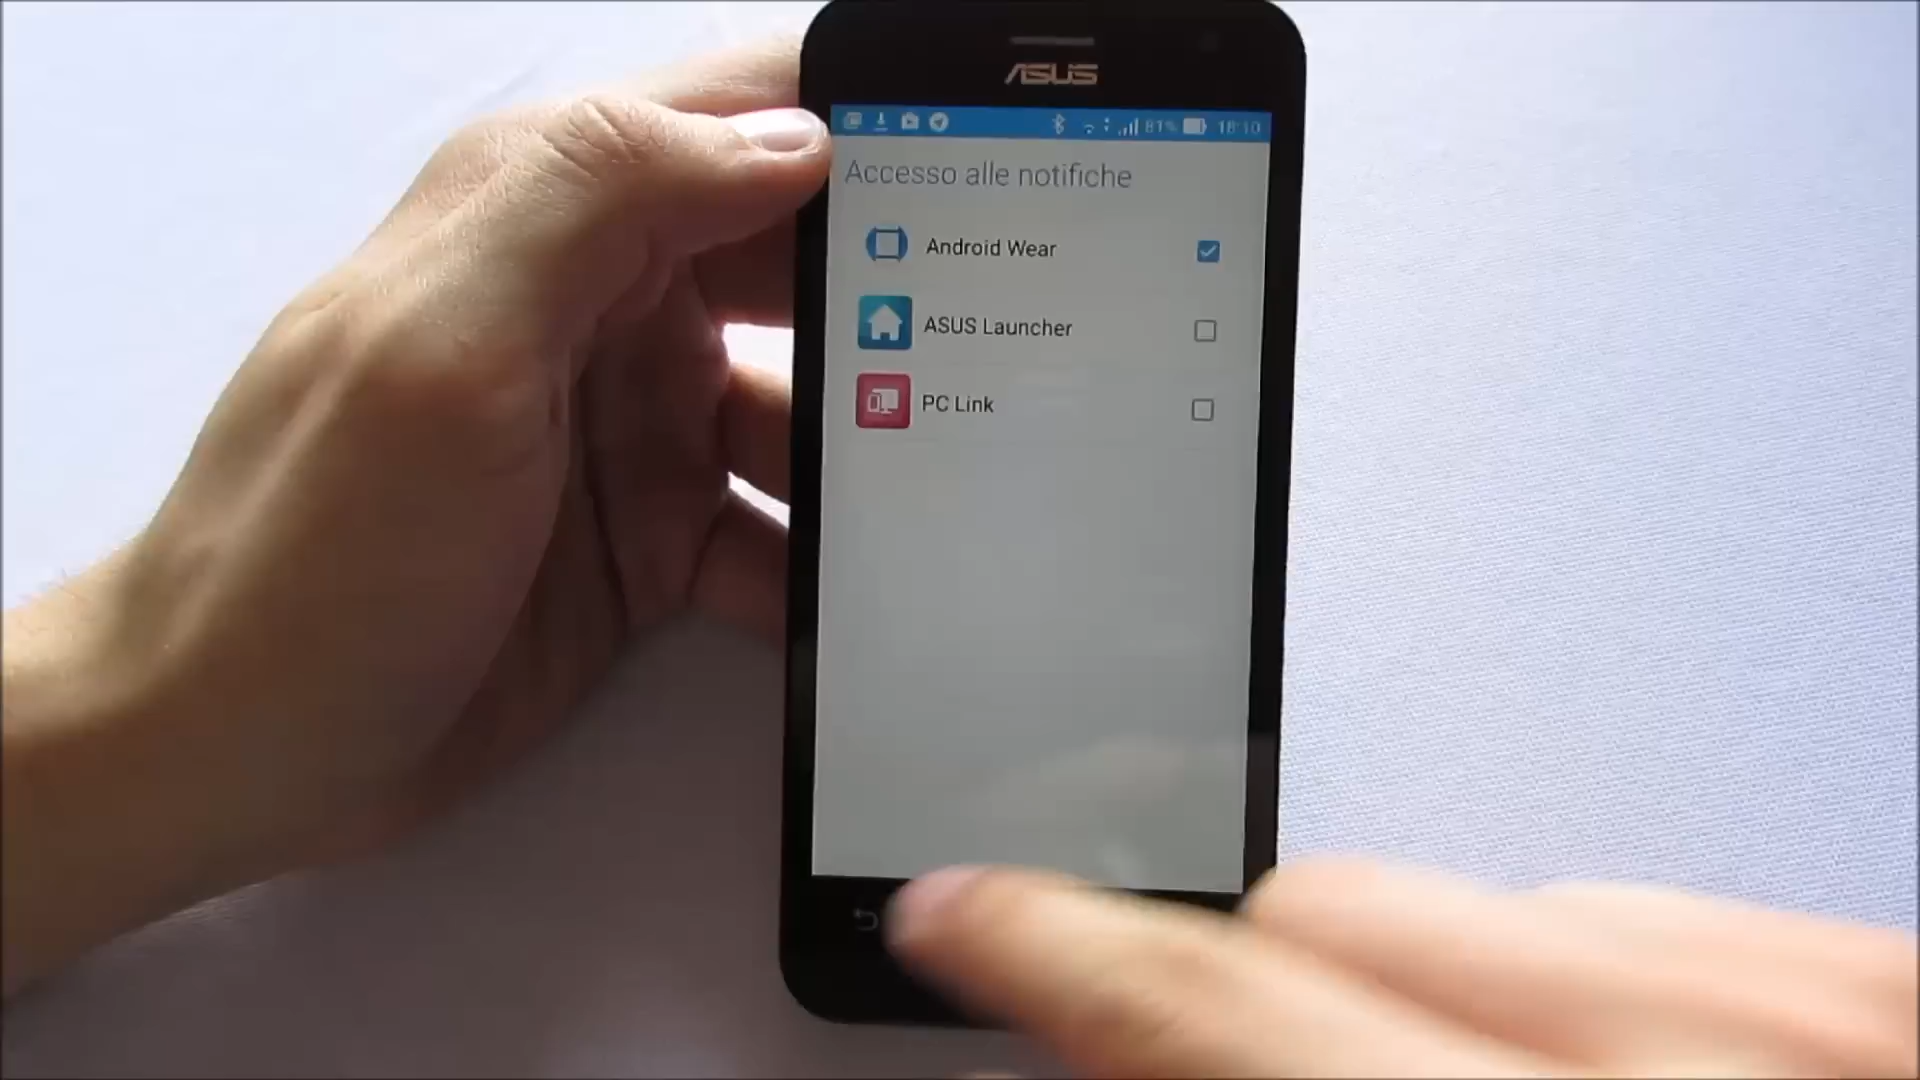 ASUS
81% 18:10
Accesso alle notifiche
Android Wear
ASUS Launcher
PC Link